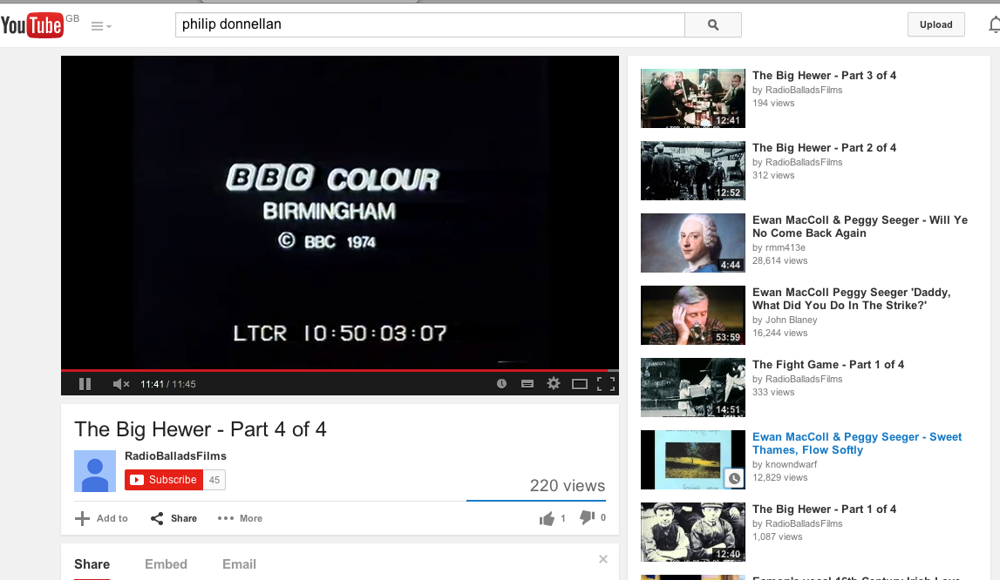 YouTube GB
philip donnellan
Upload
BBC COLOUR
BIRMINGHAM
© BBC 1974
LTCR 10:50:03:07
11:41 / 11:45
The Big Hewer - Part 4 of 4
RadioBalladsFilms
Subscribe 45
220 views
Add to Share More 1 0
Share Embed Email
The Big Hewer - Part 3 of 4
by RadioBalladsFilms
194 views
12:41
The Big Hewer - Part 2 of 4
by RadioBalladsFilms
312 views
12:52
Ewan MacColl & Peggy Seeger - Will Ye
No Come Back Again
by rmm413e
28,614 views
4:44
Ewan MacColl Peggy Seeger 'Daddy,
What Did You Do In The Strike?'
by John Blaney
16,244 views
53:59
The Fight Game - Part 1 of 4
by RadioBalladsFilms
333 views
14:51
Ewan MacColl & Peggy Seeger - Sweet
Thames, Flow Softly
by knowndwarf
12,829 views
The Big Hewer - Part 1 of 4
by RadioBalladsFilms
1,087 views
12:40